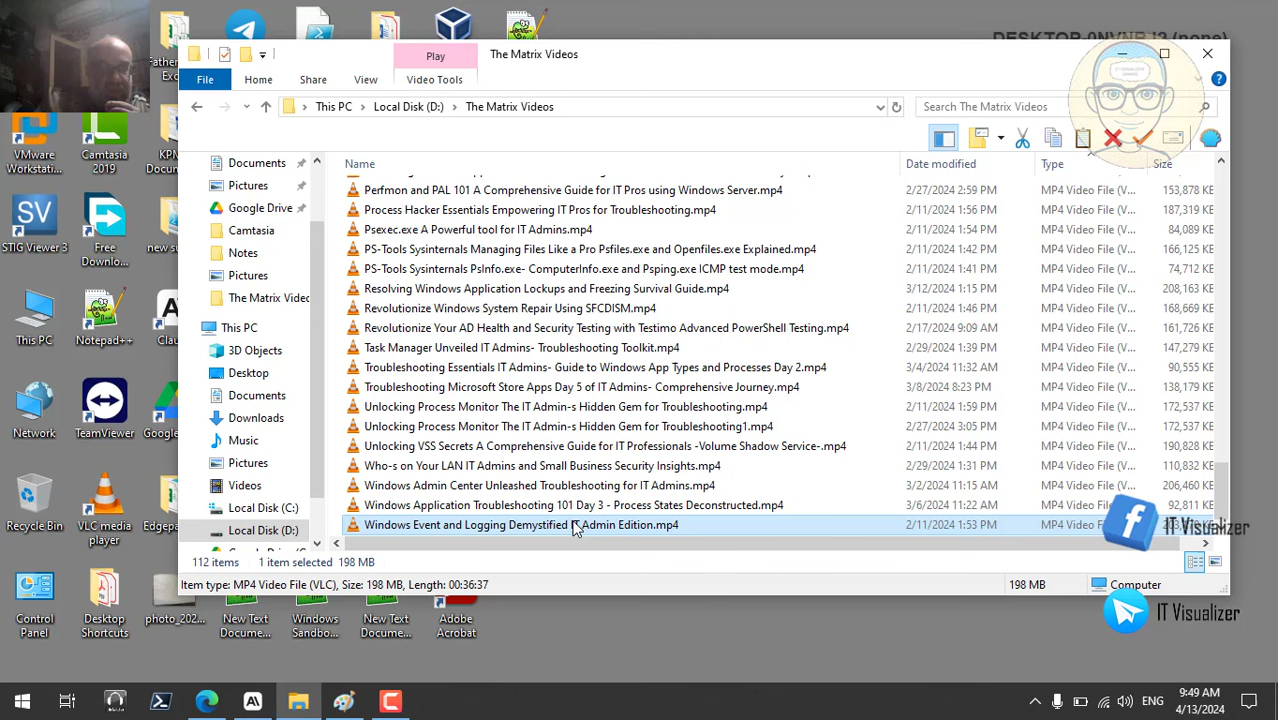 DESKTOP-0NVNBJ2 (none)
Play
The Matrix Videos
File
Home
Share
View
Video Tools
This PC
Local Disk (D:)
The Matrix Videos
Search The Matrix Videos
IT VISUALIZER
Name
Date modified
Type
Size
Documents
Pictures
Google Drive
Camtasia
Notes
Pictures
The Matrix Videc
This PC
3D Objects
Desktop
Documents
Downloads
Music
Pictures
Videos
Local Disk (C:)
Local Disk (D:)
Perfmon and PAL 101 A Comprehensive Guide for IT Pros using Windows Server.mp4 2/27/2024 2:59 PM MP4 Video File (V... 153,878 KE
Process Hacker Essentials Empowering IT Pros for Troubleshooting.mp4 2/11/2024 1:56 PM MP4 Video File (V... 187,319 KE
Psexec.exe A Powerful tool for IT Admins.mp4 2/11/2024 1:54 PM MP4 Video File (V... 84,089 KE
PS-Tools Sysinternals Managing Files Like a Pro Psfiles.exe and Openfiles.exe Explained.mp4 2/11/2024 1:42 PM MP4 Video File (V... 166,125 KE
PS-Tools Sysinternals PsInfo.exe- ComputerInfo.exe and Psping.exe ICMP test mode.mp4 2/11/2024 1:41 PM MP4 Video File (V... 74,712 KE
Resolving Windows Application Lockups and Freezing Survival Guide.mp4 3/12/2024 1:15 PM MP4 Video File (V... 208,163 KE
Revolutionize Windows System Repair Using SFCDISM.mp4 2/11/2024 1:46 PM MP4 Video File (V... 168,669 KE
Revolutionize Your AD Health and Security Testing with Testimo Advanced PowerShell Testing.mp4 2/17/2024 9:09 AM MP4 Video File (V... 161,726 KE
Task Manager Unveiled IT Admins- Troubleshooting Toolkit.mp4 2/29/2024 1:39 PM MP4 Video File (V... 147,279 KE
Troubleshooting Essentials IT Admins- Guide to Windows App Types and Processes Day 2.mp4 3/4/2024 11:32 AM MP4 Video File (V... 90,555 KE
Troubleshooting Microsoft Store Apps Day 5 of IT Admins- Comprehensive Journey.mp4 3/8/2024 8:23 PM MP4 Video File (V... 138,179 KE
Unlocking Process Monitor The IT Admin-s Hidden Gem for Troubleshooting.mp4 2/11/2024 1:59 PM MP4 Video File (V... 172,537 KE
Unlocking Process Monitor The IT Admin-s Hidden Gem for Troubleshooting1.mp4 2/27/2024 3:05 PM MP4 Video File (V... 172,537 KE
Unlocking VSS Secrets A Comprehensive Guide for IT Professionals -Volume Shadow Service-.mp4 2/11/2024 1:44 PM MP4 Video File (V... 190,828 KE
Who-s on Your LAN IT Admins and Small Business Security Insights.mp4 2/29/2024 1:31 PM MP4 Video File (V... 110,832 KE
Windows Admin Center Unleashed Troubleshooting for IT Admins.mp4 2/11/2024 1:45 PM MP4 Video File (V... 206,460 KE
Windows Application Troubleshooting 101 Day 3 - Process States Deconstructed.mp4 3/6/2024 11:22 AM MP4 Video File (V... 92,811 KE
Windows Event and Logging Demystified IT Admin Edition.mp4 2/11/2024 1:53 PM MP4 Video File
112 items 1 item selected 198 MB
Item type: MP4 Video File (VLC), Size: 198 MB, Length: 00:36:37 198 MB Computer
IT Visualizer
IT Visualizer
VMware Workstati...
Camtasia 2019
STIG Viewer 3
Free Downlo...
new su
This PC
Notepad++
Clau
Network
TeamViewer
Google
Recycle Bin
VLC media player
Edgep
Control Panel
Desktop Shortcuts
photo_202...
New Text Docume...
Windows Sandbo...
New Text Docume...
Adobe Acrobat
ENG
9:49 AM
4/13/2024